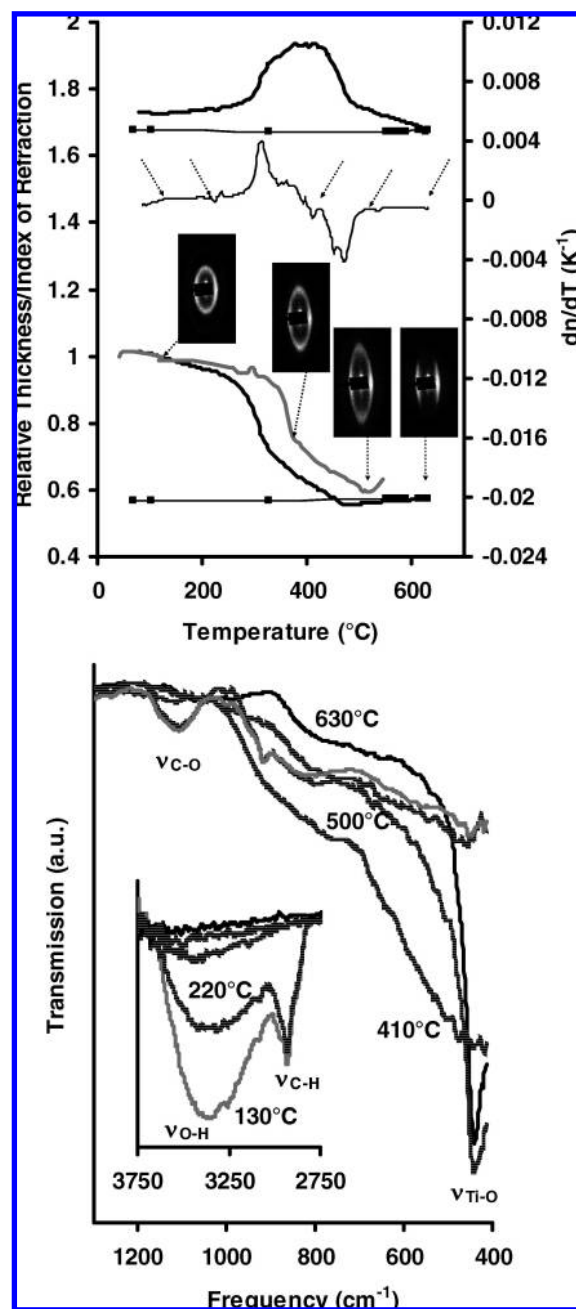 Relative Thickness/Index of Refraction
2
1.8
1.6
1.4
1.2
1
0.8
0.6
0.4
0.012
0.008
0.004
0
-0.004
-0.008
-0.012
-0.016
-0.02
-0.024
dn/dT (K-1)
0 200 400 600
Temperature (°C)
Transmission (a.u.)
νC-O
630°C
500°C
410°C
220°C
130°C
νC-H
νO-H
νTi-O
3750 3250 2750
1200 1000 800 600 400
Frequency (cm-1)